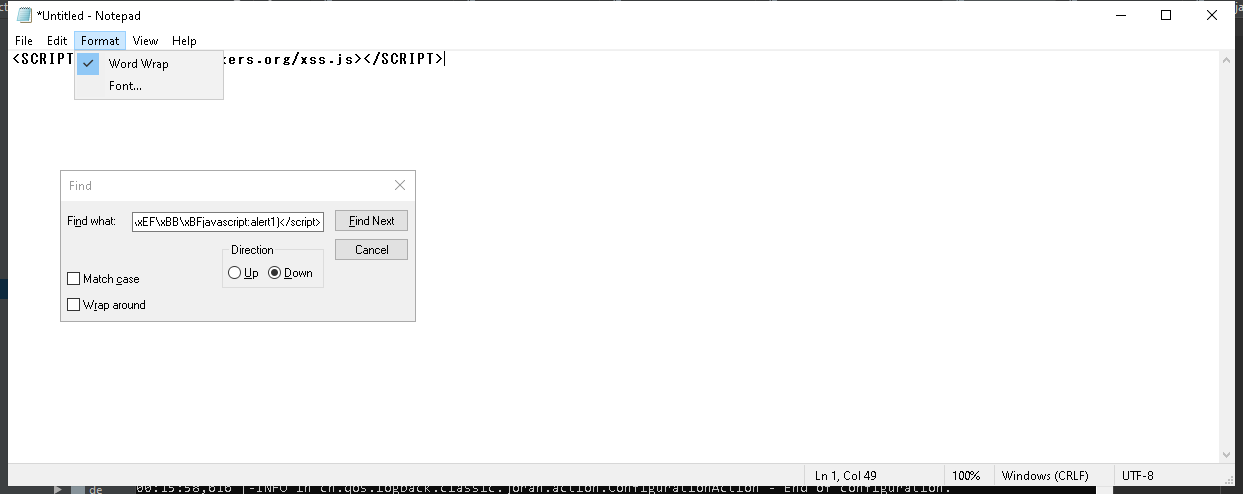 *Untitled - Notepad
File Edit Format View Help
<SCRIPT ers.org/xss.js></SCRIPT>
Word Wrap
Font...
Find
Find what: \xEF\xBB\xBFjavascript:alert1)</script> Find Next
Direction Cancel
Up Down
Match case
Wrap around
Ln 1, Col 49 100% Windows (CRLF) UTF-8
de 00:15:58,616 |-INFO in ch.qos.logback.classic.joran.action.ConfigurationAction - End of configuration.